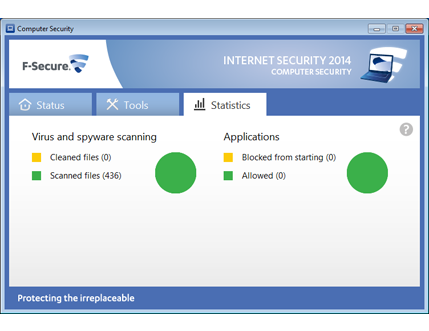 Computer Security
F-Secure.
INTERNET SECURITY 2014
COMPUTER SECURITY
Status
Tools
Statistics
?
Virus and spyware scanning
Cleaned files (0)
Scanned files (436)
Applications
Blocked from starting (0)
Allowed (0)
Protecting the irreplaceable